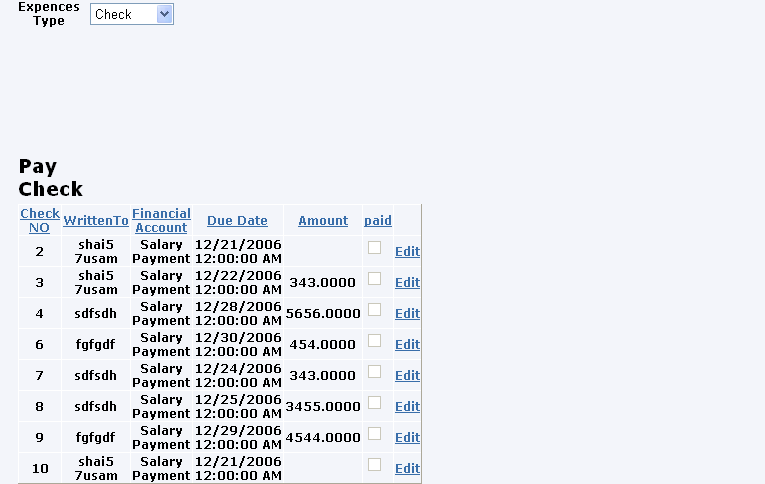 Expences
Type
Check
Pay
Check
Check NO WrittenTo Financial Account Due Date Amount paid
2 shai5 7usam Salary Payment 12/21/2006 12:00:00 AM Edit
3 shai5 7usam Salary Payment 12/22/2006 12:00:00 AM 343.0000 Edit
4 sdfsdh Salary Payment 12/28/2006 12:00:00 AM 5656.0000 Edit
6 fgfgdf Salary Payment 12/30/2006 12:00:00 AM 454.0000 Edit
7 sdfsdh Salary Payment 12/24/2006 12:00:00 AM 343.0000 Edit
8 sdfsdh Salary Payment 12/25/2006 12:00:00 AM 3455.0000 Edit
9 fgfgdf Salary Payment 12/29/2006 12:00:00 AM 4544.0000 Edit
10 shai5 7usam Salary Payment 12/21/2006 12:00:00 AM Edit